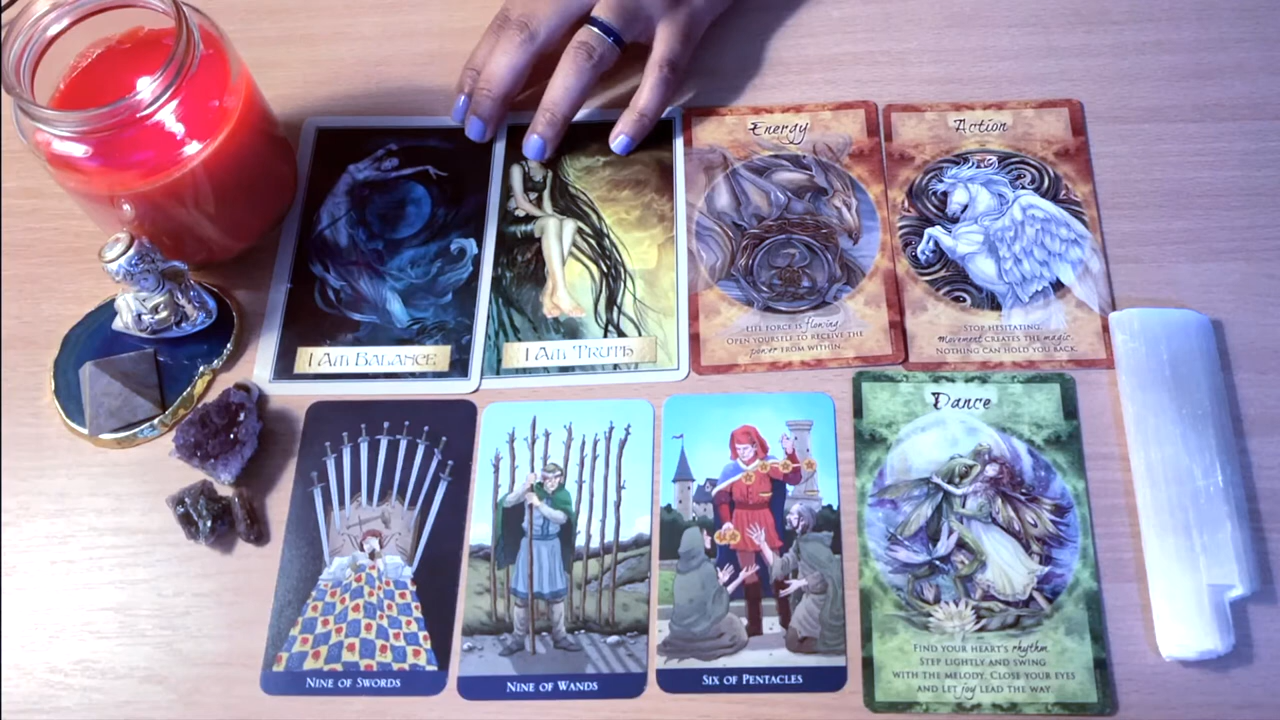 I AM BALANCE
I AM TRUTH
Energy
LIFE FORCE IS flowing.
OPEN YOURSELF TO RECEIVE THE
power FROM WITHIN.
Action
STOP HESITATING.
Movement CREATES THE magic.
NOTHING CAN HOLD YOU BACK.
NINE OF SWORDS
NINE OF WANDS
SIX OF PENTACLES
Dance
FIND YOUR HEART'S rhythm.
STEP LIGHTLY AND SWING
WITH THE MELODY. CLOSE YOUR EYES
AND LET joy LEAD THE WAY.